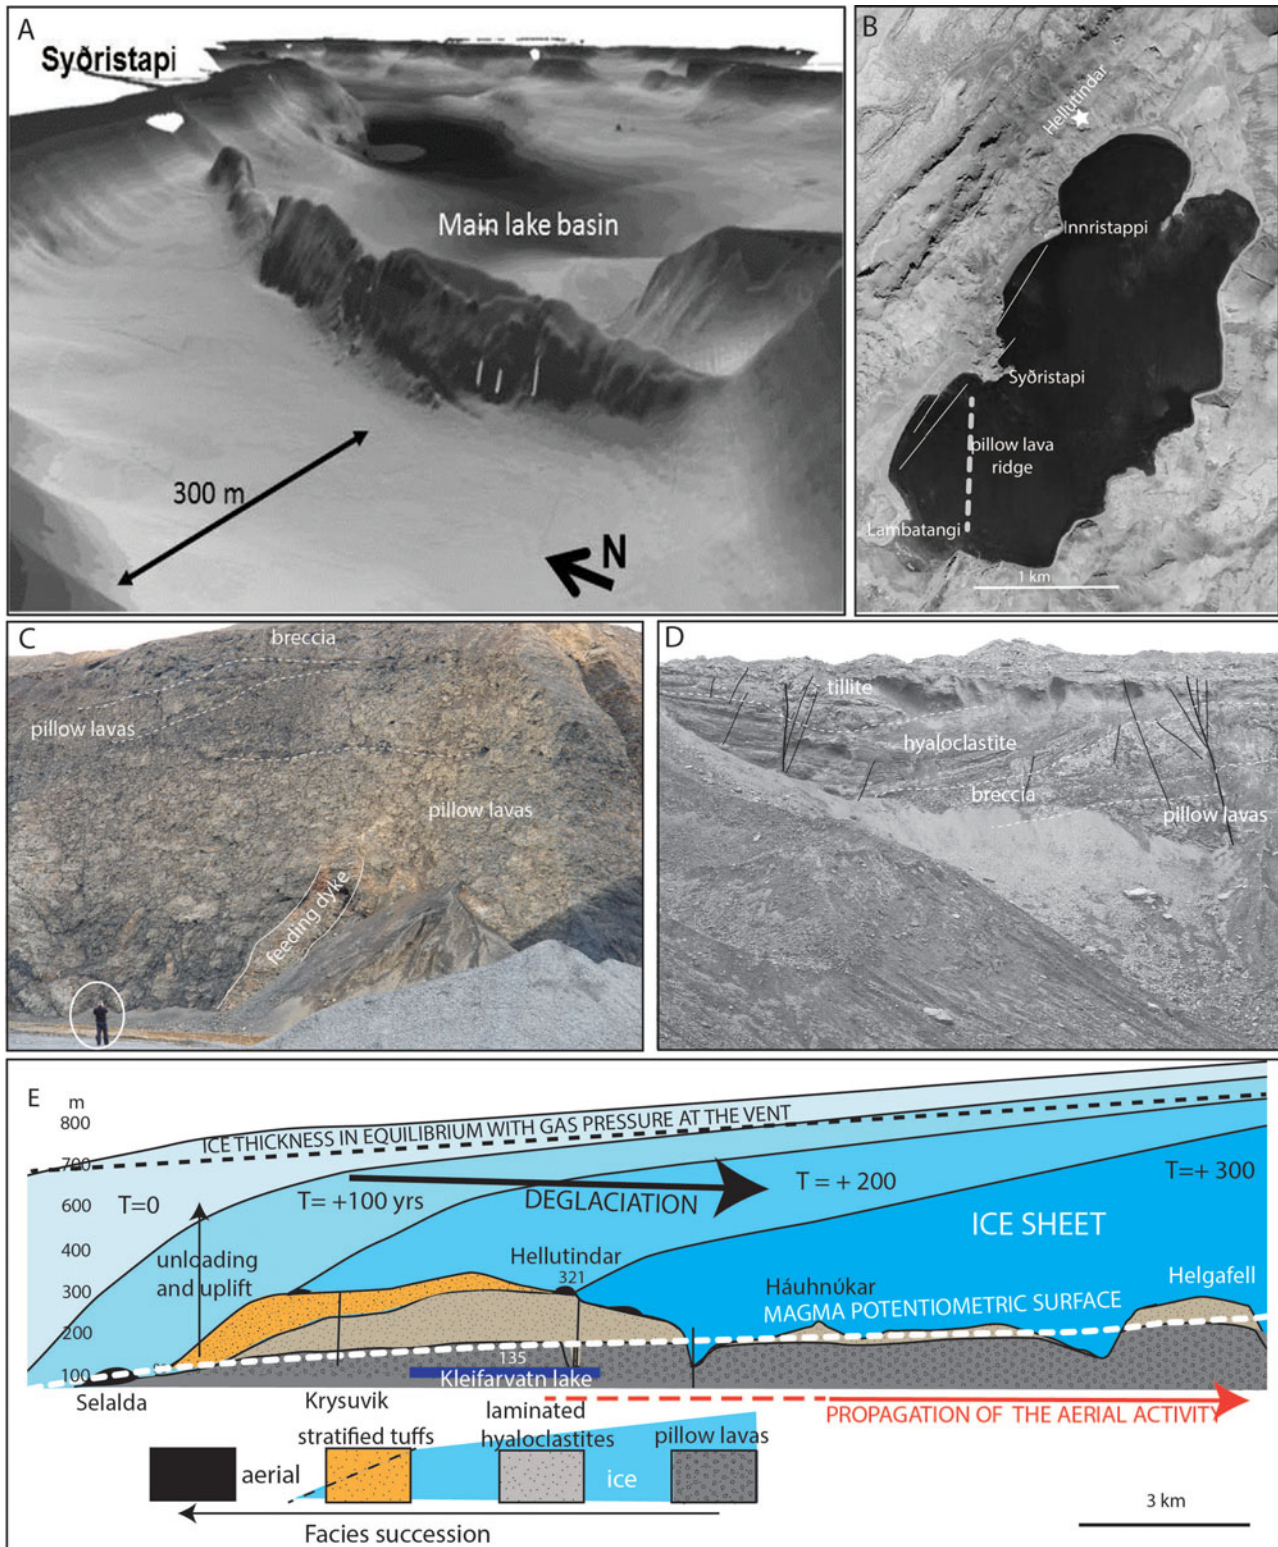 A
Syðristapi
Main lake basin
300 m
N
B
Hellutindar
Innristappi
Syðristapi
pillow lava
ridge
Lambatangi
1 km
C
breccia
pillow lavas
pillow lavas
feeding dyke
D
tillite
hyaloclastite
breccia
pillow lavas
E
m
800
700
600
500
400
300
200
100
ICE THICKNESS IN EQUILIBRIUM WITH GAS PRESSURE AT THE VENT
T=0
T= +100 yrs
DEGLACIATION
T = + 200
T=+ 300
ICE SHEET
unloading
and uplift
Hellutindar
321
Háuhnúkar
Helgafell
MAGMA POTENTIOMETRIC SURFACE
135
Kleifarvatn lake
Selalda
Krysuvik
PROPAGATION OF THE AERIAL ACTIVITY
aerial
stratified tuffs
laminated
hyaloclastites
ice
pillow lavas
Facies succession
3 km